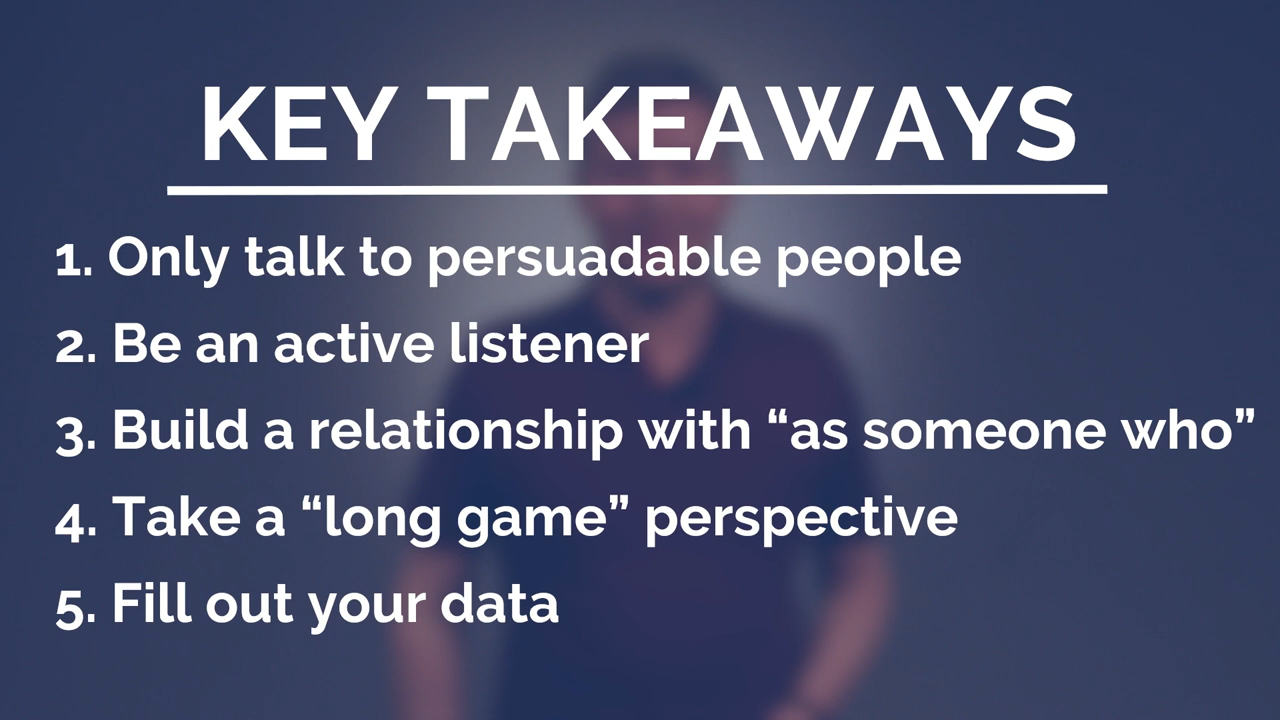 KEY TAKEAWAYS
1. Only talk to persuadable people
2. Be an active listener
3. Build a relationship with “as someone who”
4. Take a “long game” perspective
5. Fill out your data